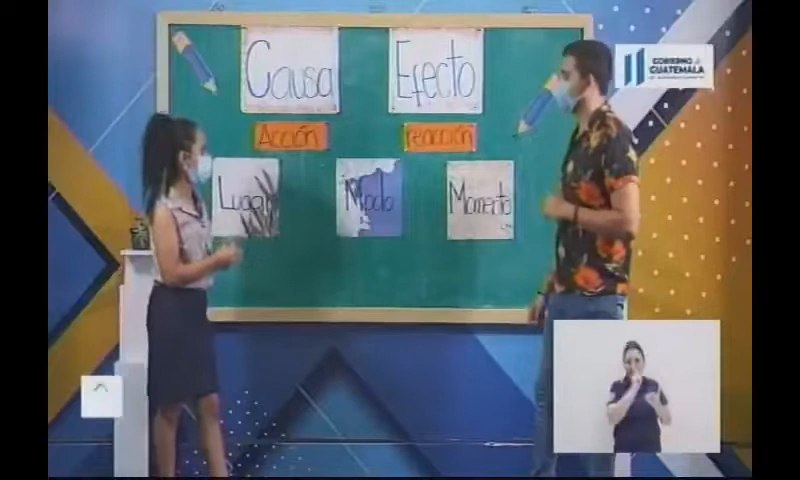 Causa
Efecto
Acción
reacción
Lugar
Modo
Momento
GOBIERNO de
GUATEMALA